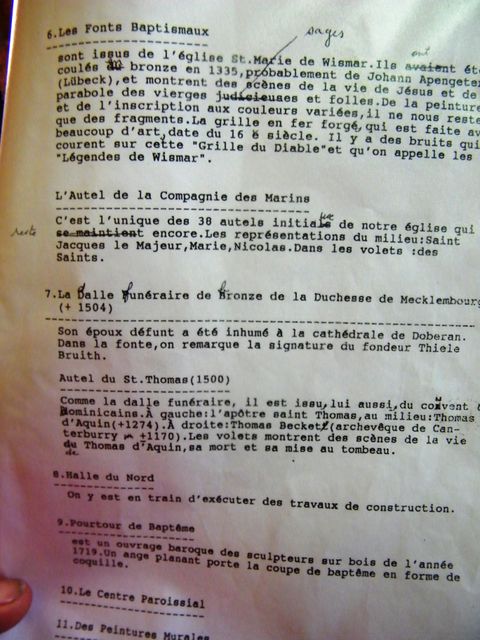 6.Les Fonts Baptismaux
sages
ont
sont issus de l'église St.Marie de Wismar.Ils avaient ét
coulés au bronze en 1335,probablement de Johann Apengeter
(Lübeck),et montrent des scènes de la vie de Jésus et de
parabole des vierges judicieuses et folles.De la peinture
et de l'inscription aux couleurs variées,il ne nous reste
que des fragments.La grille en fer forgé,qui est faite av
beaucoup d'art,date du 16 è siècle. Il y a des bruits qui
courent sur cette "Grille du Diable"et qu'on appelle les
"Légendes de Wismar".
L'Autel de la Compagnie des Marins
C'est l'unique des 30 autels initials de notre église qui
reste
se maintient encore.Les représentations du milieu:Saint
Jacques le Majeur,Marie,Nicolas.Dans les volets :des
Saints.
7.La Dalle funéraire de Bronze de la Duchesse de Mecklembourg
(+ 1504)
Son époux défunt a été inhumé à la cathédrale de Doberan.
Dans la fonte,on remarque la signature du fondeur Thiele
Bruith.
Autel du St.Thomas(1500)
Comme la dalle funéraire, il est issu,lui aussi,du couvent
Dominicains.À gauche:l'apôtre saint Thomas,au milieu:Thomas
d'Aquin(+1274).À droite:Thomas Becket(archevêque de Can-
terburry +1170).Les volets montrent des scènes de la vie
du Thomas d'Aquin,sa mort et sa mise au tombeau.
de
8.Halle du Nord
On y est en train d'exécuter des travaux de construction.
9.Pourtour de Baptême
est un ouvrage baroque des sculpteurs sur bois de l'année
1719.Un ange planant porte la coupe de baptême en forme de
coquille.
10.Le Centre Paroissial
11.Des Peintures Murales